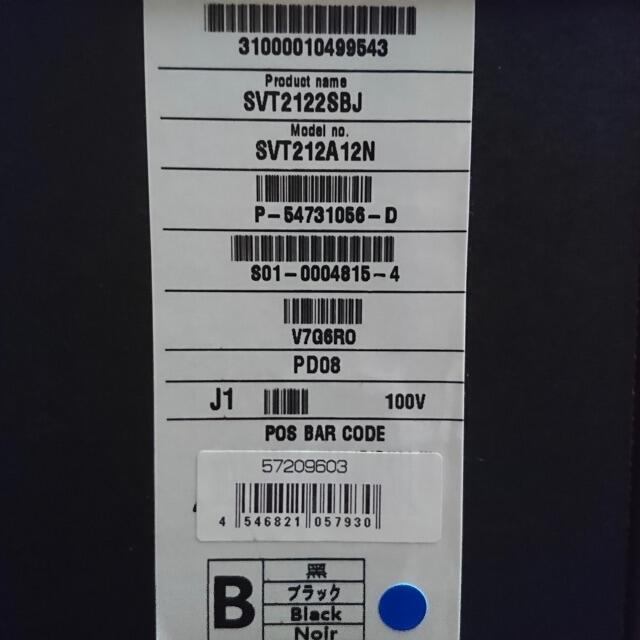 31000010499543
Product name
SVT2122SBJ
Model no.
SVT212A12N
P-54731056-D
S01-0004815-4
V7G6R0
PD08
J1 100V
POS BAR CODE
57209603
4 546821 057930
B
黒
ブラック
Black
Noir